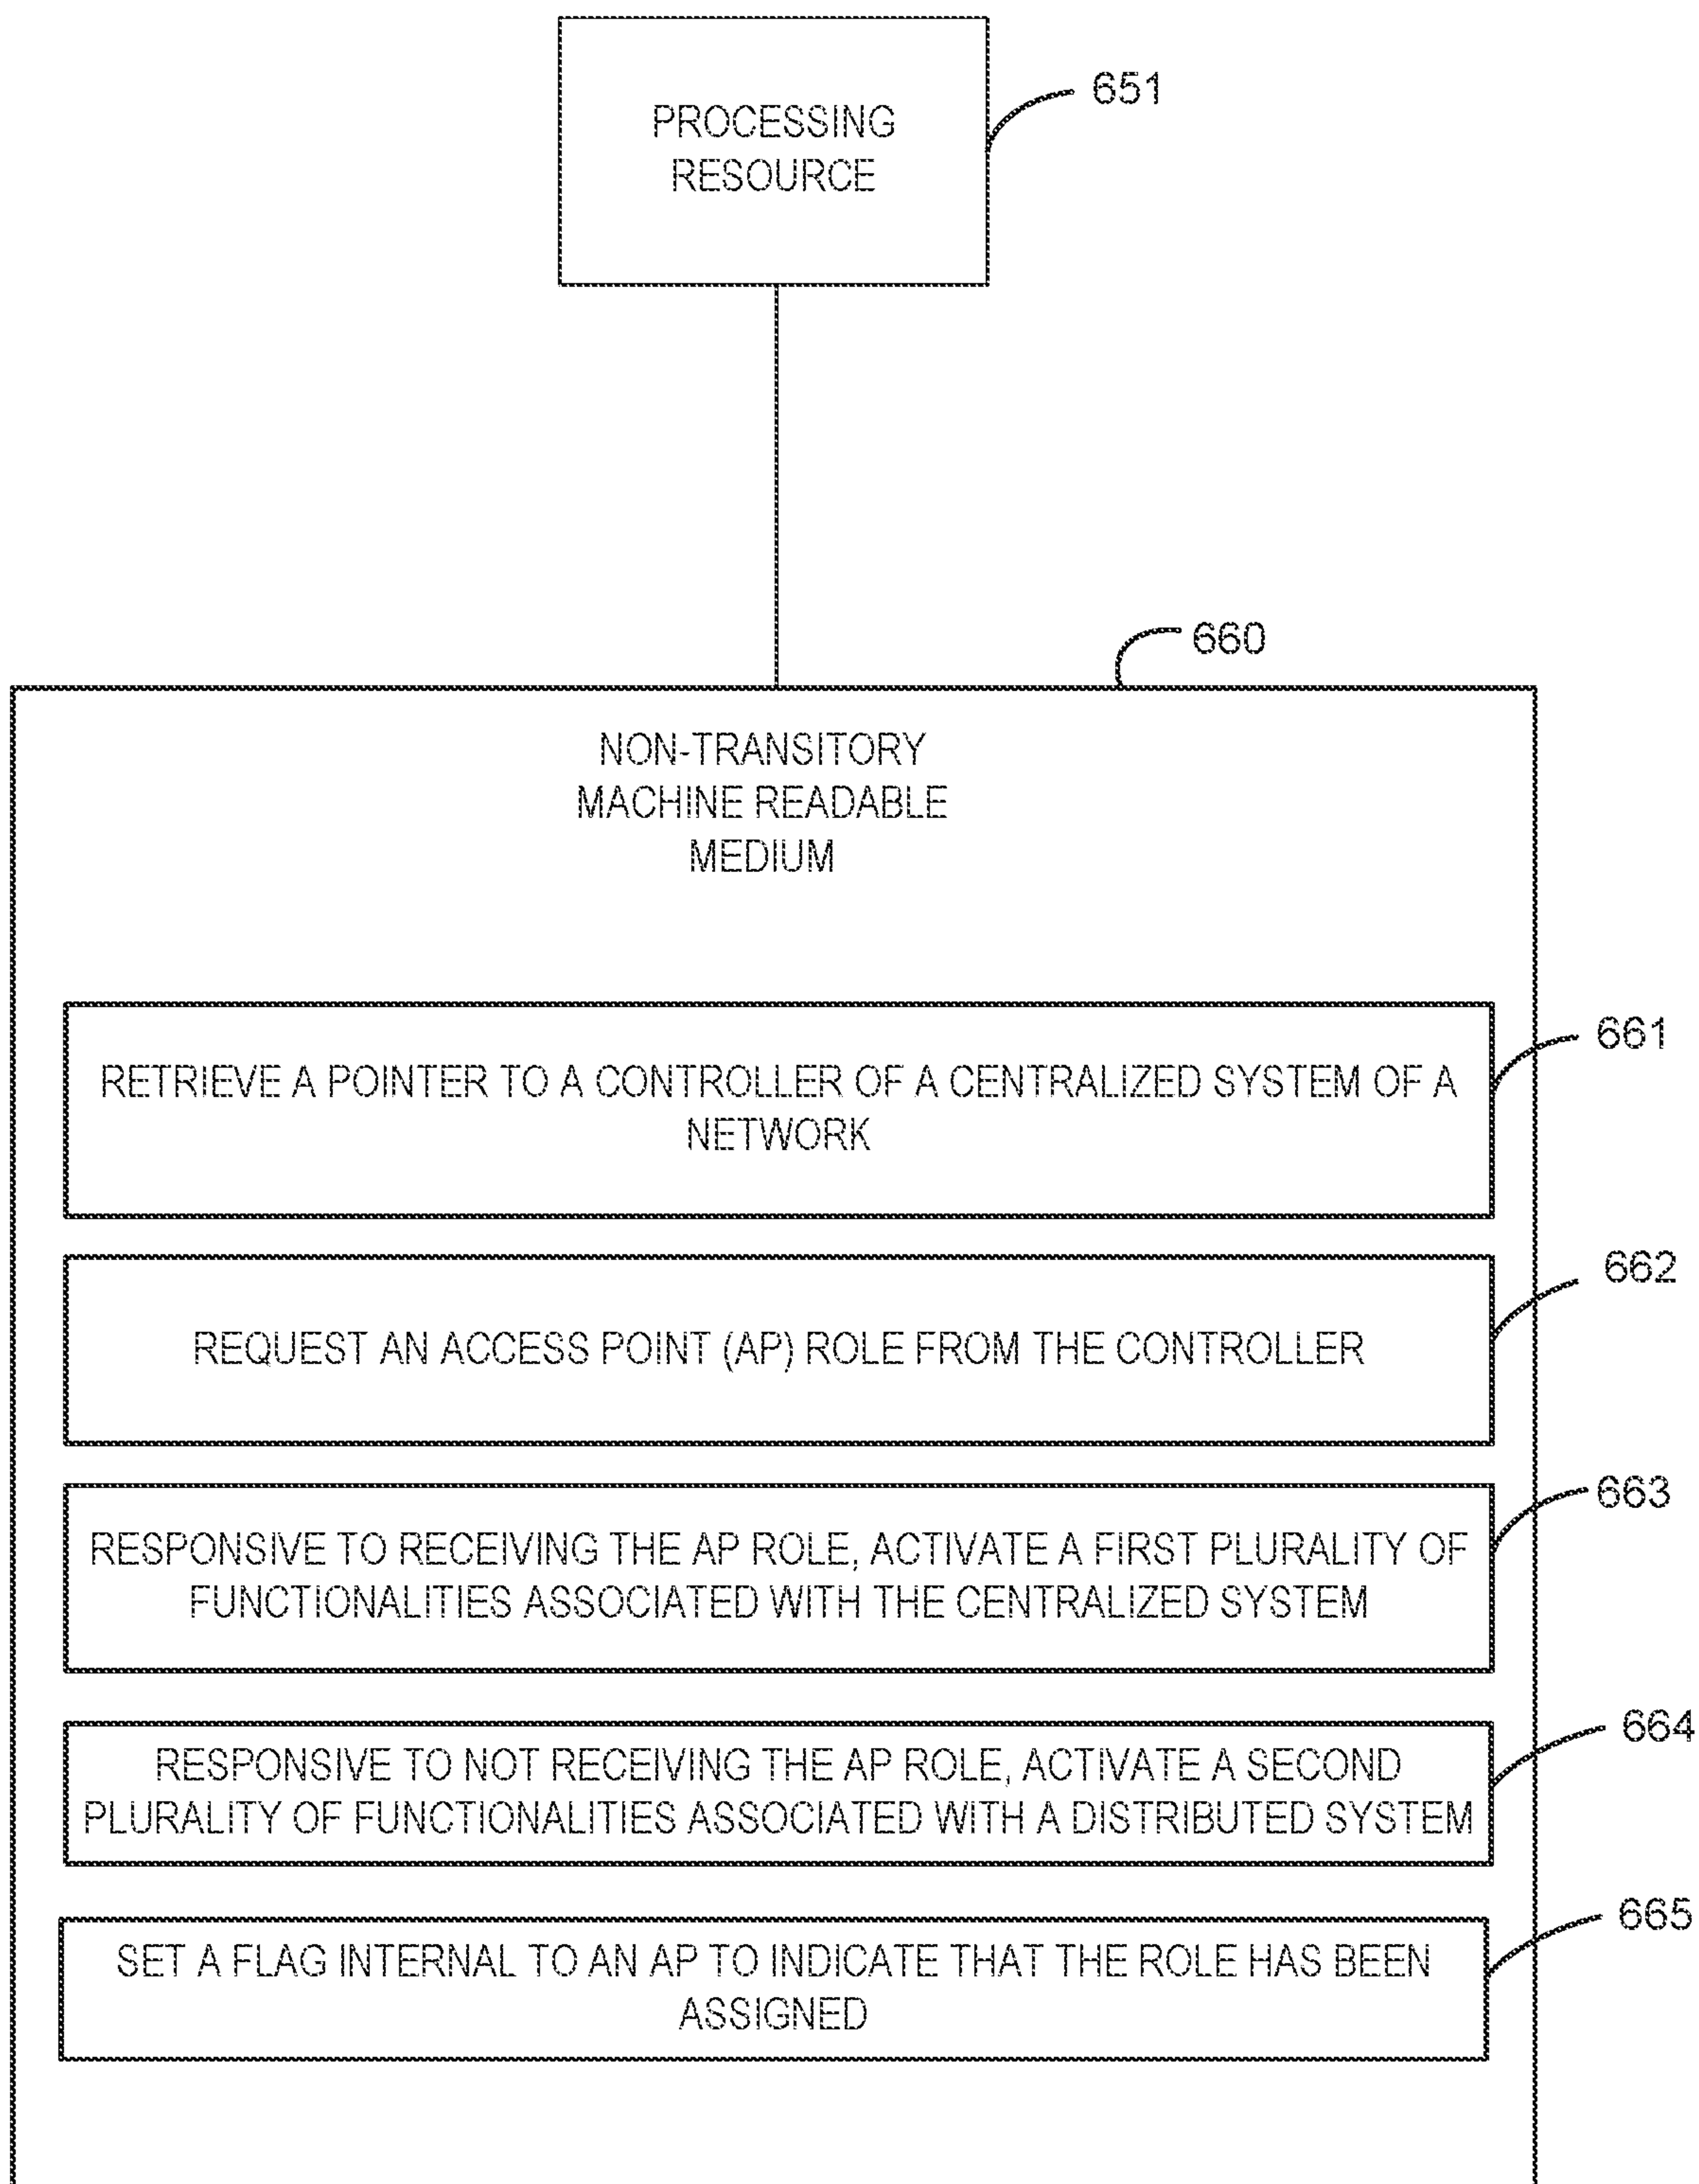 PROCESSING
RESOURCE
651
660
NON-TRANSITORY
MACHINE READABLE
MEDIUM
661
RETRIEVE A POINTER TO A CONTROLLER OF A CENTRALIZED SYSTEM OF A
NETWORK
662
REQUEST AN ACCESS POINT (AP) ROLE FROM THE CONTROLLER
663
RESPONSIVE TO RECEIVING THE AP ROLE, ACTIVATE A FIRST PLURALITY OF
FUNCTIONALITIES ASSOCIATED WITH THE CENTRALIZED SYSTEM
664
RESPONSIVE TO NOT RECEIVING THE AP ROLE, ACTIVATE A SECOND
PLURALITY OF FUNCTIONALITIES ASSOCIATED WITH A DISTRIBUTED SYSTEM
665
SET A FLAG INTERNAL TO AN AP TO INDICATE THAT THE ROLE HAS BEEN
ASSIGNED